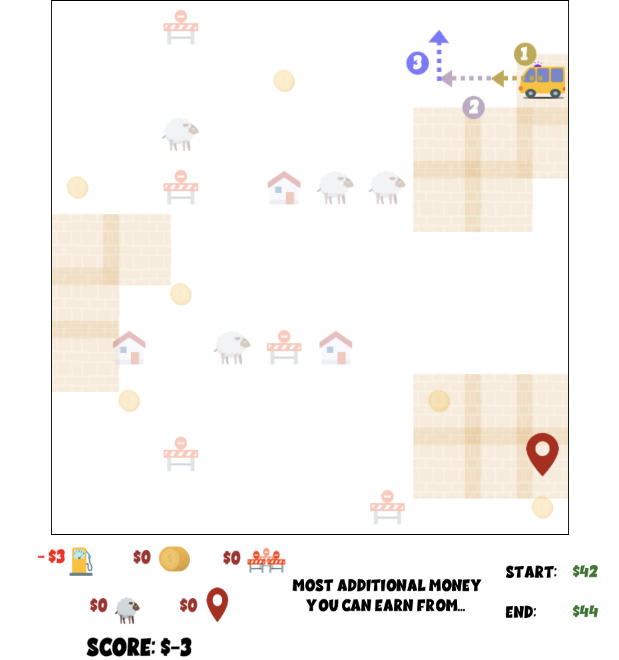 1
3
2
- $3 $0 $0
$0 $0
SCORE: $-3
MOST ADDITIONAL MONEY
YOU CAN EARN FROM...
START: $42
END: $44